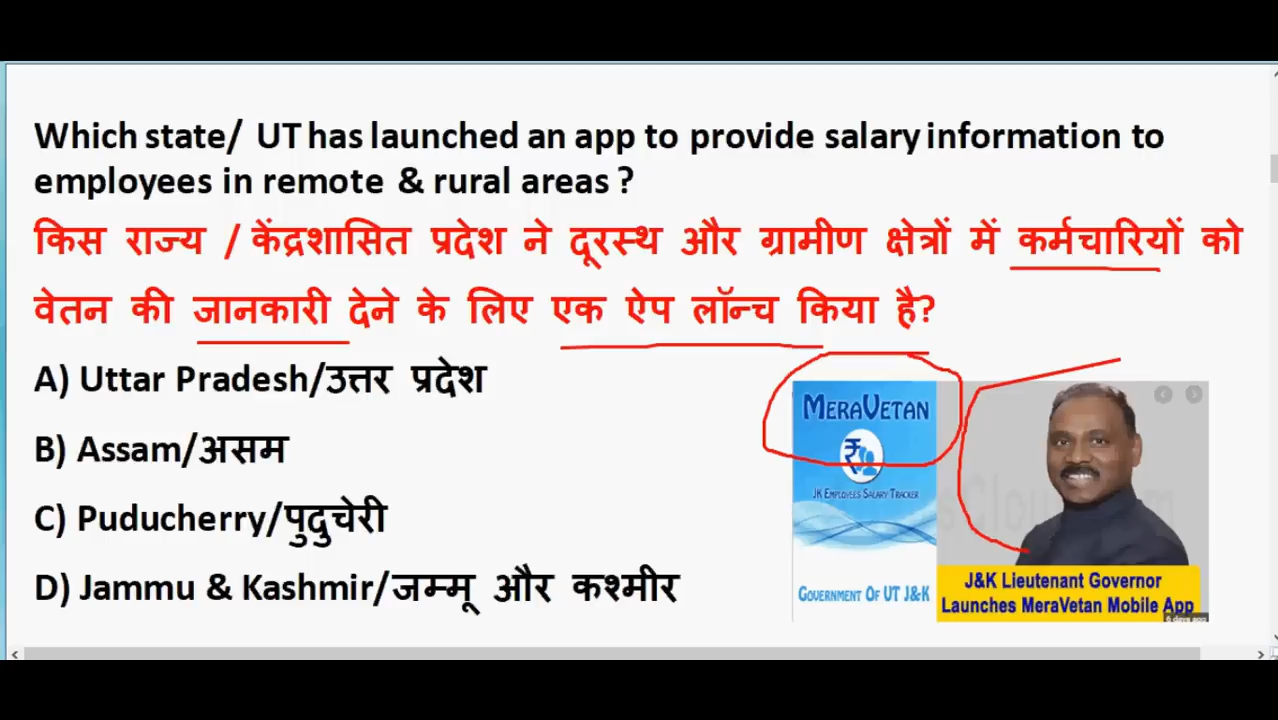 Which state/ UT has launched an app to provide salary information to
employees in remote & rural areas ?
किस राज्य / केंद्रशासित प्रदेश ने दूरस्थ और ग्रामीण क्षेत्रों में कर्मचारियों को
वेतन की जानकारी देने के लिए एक ऐप लॉन्च किया है?
A) Uttar Pradesh/उत्तर प्रदेश
B) Assam/असम
C) Puducherry/पुदुचेरी
D) Jammu & Kashmir/जम्मू और कश्मीर
MERAVETAN
₹
JK EMPLOYEES SALARY TRACKER
GOVERNMENT OF UT J&K
J&K Lieutenant Governor
Launches MeraVetan Mobile App